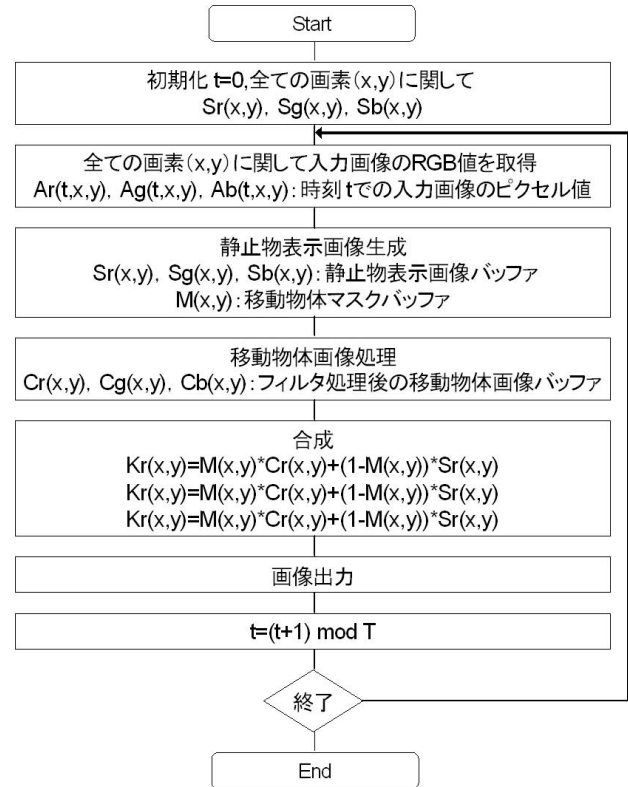 Start
初期化 t=0,全ての画素(x,y)に関して
Sr(x,y), Sg(x,y), Sb(x,y)
全ての画素(x,y)に関して入力画像のRGB値を取得
Ar(t,x,y), Ag(t,x,y), Ab(t,x,y):時刻tでの入力画像のピクセル値
静止物表示画像生成
Sr(x,y), Sg(x,y), Sb(x,y):静止物表示画像バッファ
M(x,y):移動物体マスクバッファ
移動物体画像処理
Cr(x,y), Cg(x,y), Cb(x,y):フィルタ処理後の移動物体画像バッファ
合成
Kr(x,y)=M(x,y)*Cr(x,y)+(1-M(x,y))*Sr(x,y)
Kr(x,y)=M(x,y)*Cr(x,y)+(1-M(x,y))*Sr(x,y)
Kr(x,y)=M(x,y)*Cr(x,y)+(1-M(x,y))*Sr(x,y)
画像出力
t=(t+1) mod T
終了
End